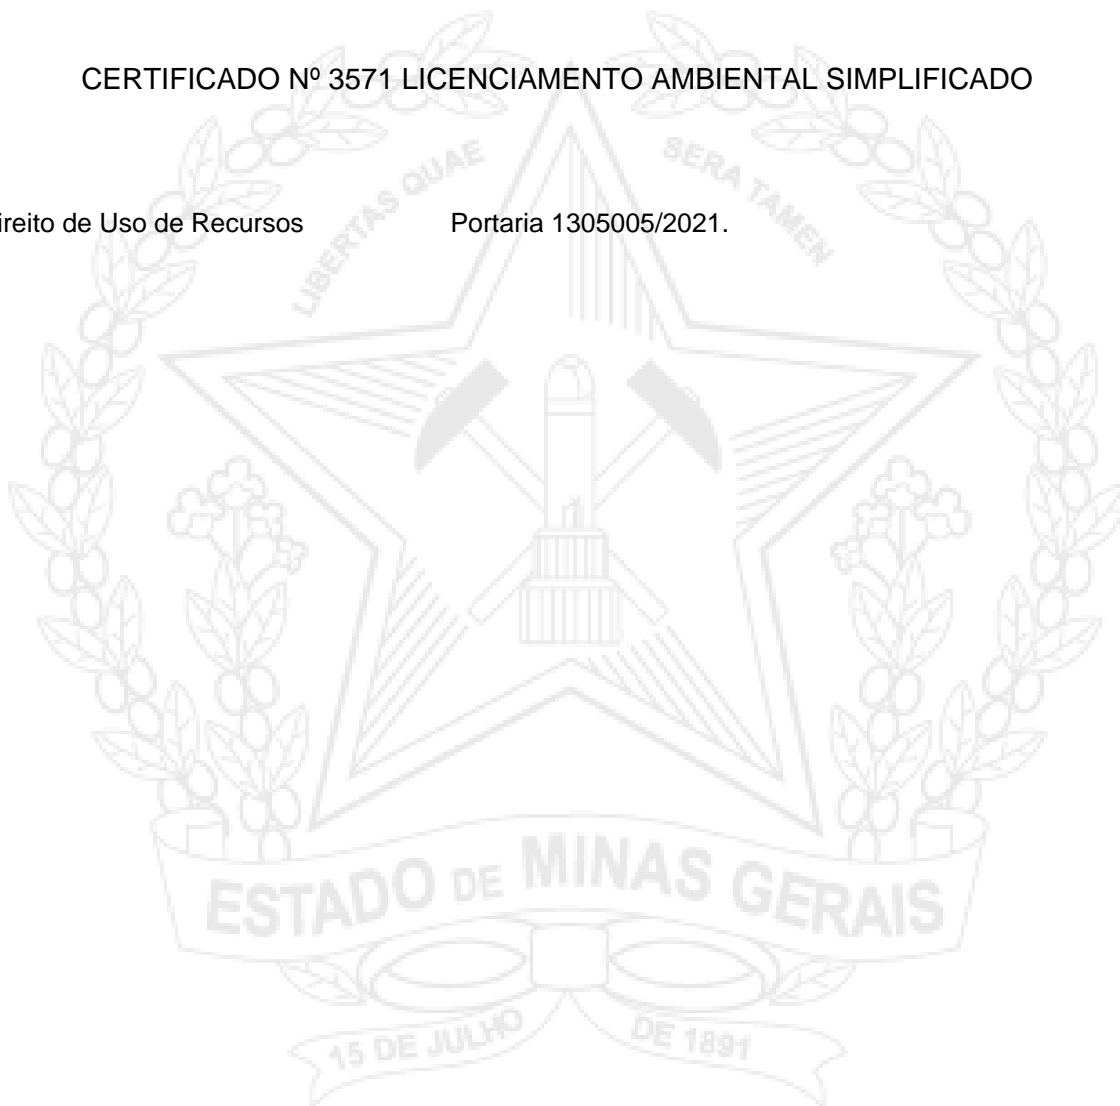 CERTIFICADO Nº 3571 LICENCIAMENTO AMBIENTAL SIMPLIFICADO
LIBERTAS QUAE SERA TAMEN
ireito de Uso de Recursos Portaria 1305005/2021.
ESTADO DE MINAS GERAIS
15 DE JULHO DE 1891